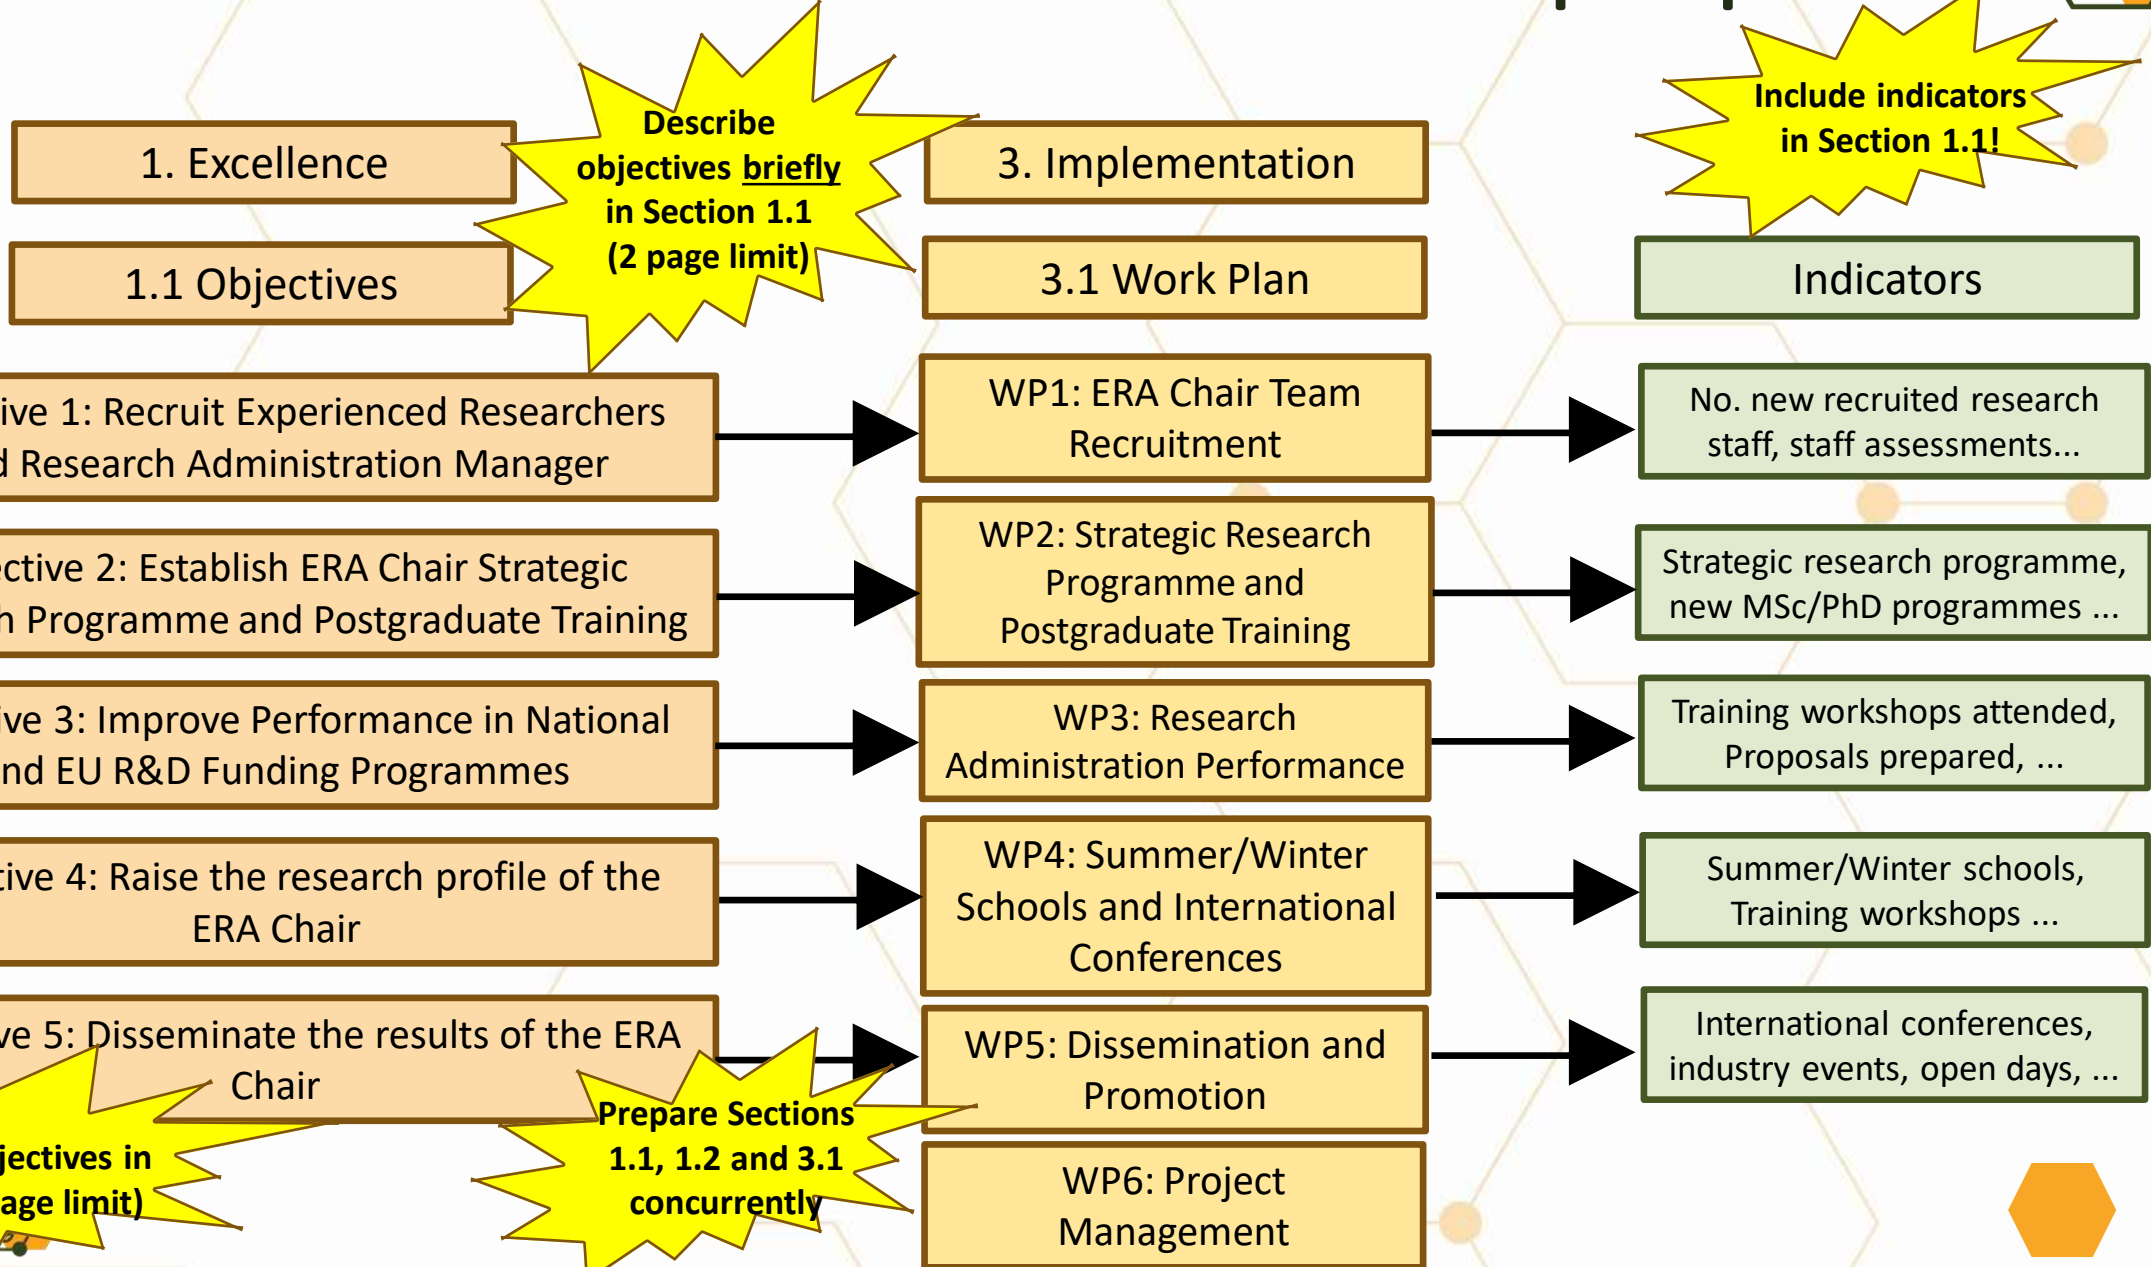 1. Excellence
1.1 Objectives
Describe
objectives briefly
in Section 1.1
(2 page limit)
3. Implementation
3.1 Work Plan
Include indicators
in Section 1.1!
Indicators
ive 1: Recruit Experienced Researchers
d Research Administration Manager
WP1: ERA Chair Team
Recruitment
No. new recruited research
staff, staff assessments...
ctive 2: Establish ERA Chair Strategic
h Programme and Postgraduate Training
WP2: Strategic Research
Programme and
Postgraduate Training
Strategic research programme,
new MSc/PhD programmes ...
ive 3: Improve Performance in National
nd EU R&D Funding Programmes
WP3: Research
Administration Performance
Training workshops attended,
Proposals prepared, ...
tive 4: Raise the research profile of the
ERA Chair
WP4: Summer/Winter
Schools and International
Conferences
Summer/Winter schools,
Training workshops ...
ve 5: Disseminate the results of the ERA
Chair
WP5: Dissemination and
Promotion
International conferences,
industry events, open days, ...
jectives in
age limit)
Prepare Sections
1.1, 1.2 and 3.1
concurrently
WP6: Project
Management